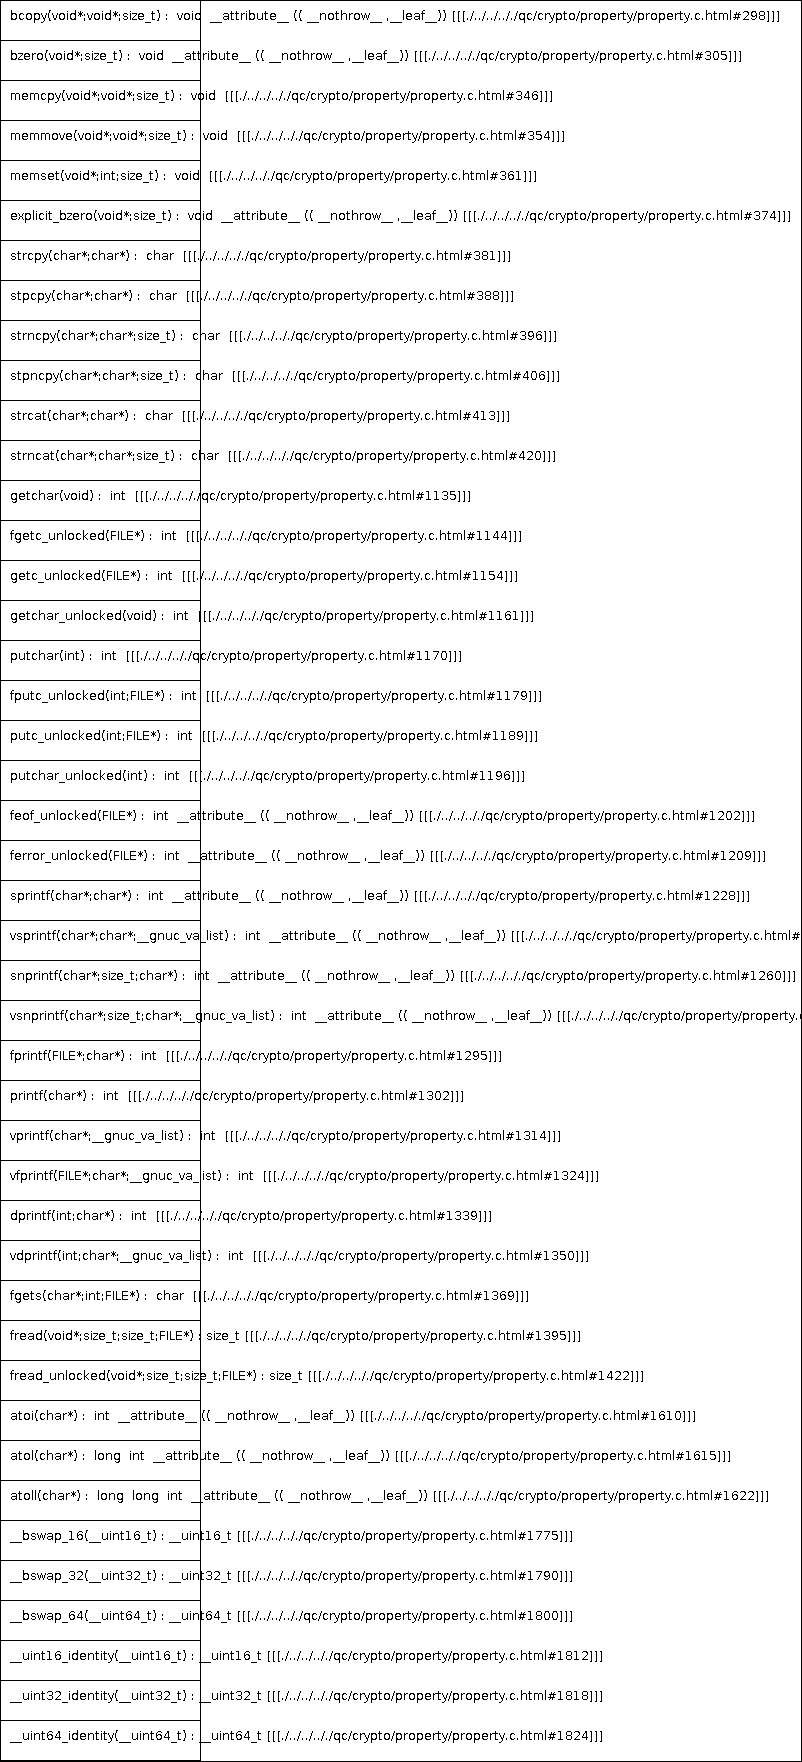 bcopy(void*;void*;size_t) : void __attribute__ (( __nothrow__ ,__leaf__)) [[[./../../../qc/crypto/property/property.c.html#298]]]
bzero(void*;size_t) : void __attribute__ (( __nothrow__ ,__leaf__)) [[[./../../../../qc/crypto/property/property.c.html#305]]]
memcpy(void*;void*;size_t) : void [[[./../../../../qc/crypto/property/property.c.html#346]]]
memmove(void*;void*;size_t) : void [[[./../../../../qc/crypto/property/property.c.html#354]]]
memset(void*;int;size_t) : void [[[./../../../../qc/crypto/property/property.c.html#361]]]
explicit_bzero(void*;size_t) : void __attribute__ (( __nothrow__ ,__leaf__)) [[[./../../../../qc/crypto/property/property.c.html#374]]]
strcpy(char*;char*) : char [[[./../../../../qc/crypto/property/property.c.html#381]]]
stpcpy(char*;char*) : char [[[./../../../../qc/crypto/property/property.c.html#388]]]
strncpy(char*;char*;size_t) : char [[[./../../../../qc/crypto/property/property.c.html#396]]]
stpncpy(char*;char*;size_t) : char [[[./../../../../qc/crypto/property/property.c.html#406]]]
strcat(char*;char*) : char [[[./../../../../qc/crypto/property/property.c.html#413]]]
strncat(char*;char*;size_t) : char [[[./../../../../qc/crypto/property/property.c.html#420]]]
getchar(void) : int [[[./../../../../qc/crypto/property/property.c.html#1135]]]
fgetc_unlocked(FILE*) : int [[[./../../../../qc/crypto/property/property.c.html#1144]]]
getc_unlocked(FILE*) : int [[[./../../../../qc/crypto/property/property.c.html#1154]]]
getchar_unlocked(void) : int [[[./../../../../qc/crypto/property/property.c.html#1161]]]
putchar(int) : int [[[./../../../../qc/crypto/property/property.c.html#1170]]]
fputc_unlocked(int;FILE*) : int [[[./../../../../qc/crypto/property/property.c.html#1179]]]
putc_unlocked(int;FILE*) : int [[[./../../../../qc/crypto/property/property.c.html#1189]]]
putchar_unlocked(int) : int [[[./../../../../qc/crypto/property/property.c.html#1196]]]
feof_unlocked(FILE*) : int __attribute__ (( __nothrow__ ,__leaf__)) [[[./../../../../qc/crypto/property/property.c.html#1202]]]
ferror_unlocked(FILE*) : int __attribute__ (( __nothrow__ ,__leaf__)) [[[./../../../../qc/crypto/property/property.c.html#1209]]]
sprintf(char*;char*) : int __attribute__ (( __nothrow__ ,__leaf__)) [[[./../../../../qc/crypto/property/property.c.html#1228]]]
vsprintf(char*;char*;__gnuc_va_list) : int __attribute__ (( __nothrow__ ,__leaf__)) [[[./../../../../qc/crypto/property/property.c.html#
snprintf(char*;size_t;char*) : int __attribute__ (( __nothrow__ ,__leaf__)) [[[./../../../../qc/crypto/property/property.c.html#1260]]]
vsnprintf(char*;size_t;char*;__gnuc_va_list) : int __attribute__ (( __nothrow__ ,__leaf__)) [[[./../../../../qc/crypto/property/property.
fprintf(FILE*;char*) : int [[[./../../../../qc/crypto/property/property.c.html#1295]]]
printf(char*) : int [[[./../../../../qc/crypto/property/property.c.html#1302]]]
vprintf(char*;__gnuc_va_list) : int [[[./../../../../qc/crypto/property/property.c.html#1314]]]
vfprintf(FILE*;char*;__gnuc_va_list) : int [[[./../../../../qc/crypto/property/property.c.html#1324]]]
dprintf(int;char*) : int [[[./../../../../qc/crypto/property/property.c.html#1339]]]
vdprintf(int;char*;__gnuc_va_list) : int [[[./../../../../qc/crypto/property/property.c.html#1350]]]
fgets(char*;int;FILE*) : char [[[./../../../../qc/crypto/property/property.c.html#1369]]]
fread(void*;size_t;size_t;FILE*) : size_t [[[./../../../../qc/crypto/property/property.c.html#1395]]]
fread_unlocked(void*;size_t;size_t;FILE*) : size_t [[[./../../../../qc/crypto/property/property.c.html#1422]]]
atoi(char*) : int __attribute__ (( __nothrow__ ,__leaf__)) [[[./../../../../qc/crypto/property/property.c.html#1610]]]
atol(char*) : long int __attribute__ (( __nothrow__ ,__leaf__)) [[[./../../../../qc/crypto/property/property.c.html#1615]]]
atoll(char*) : long long int __attribute__ (( __nothrow__ ,__leaf__)) [[[./../../../../qc/crypto/property/property.c.html#1622]]]
__bswap_16(__uint16_t) : __uint16_t [[[./../../../../qc/crypto/property/property.c.html#1775]]]
__bswap_32(__uint32_t) : __uint32_t [[[./../../../../qc/crypto/property/property.c.html#1790]]]
__bswap_64(__uint64_t) : __uint64_t [[[./../../../../qc/crypto/property/property.c.html#1800]]]
__uint16_identity(__uint16_t) : __uint16_t [[[./../../../../qc/crypto/property/property.c.html#1812]]]
__uint32_identity(__uint32_t) : __uint32_t [[[./../../../../qc/crypto/property/property.c.html#1818]]]
__uint64_identity(__uint64_t) : __uint64_t [[[./../../../../qc/crypto/property/property.c.html#1824]]]